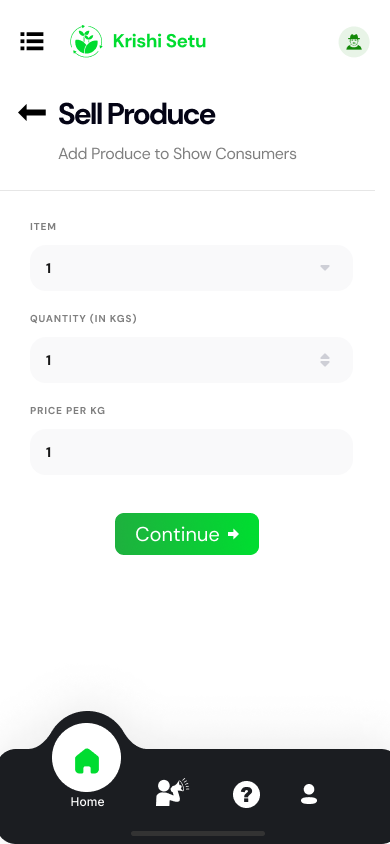 Krishi Setu
Sell Produce
Add Produce to Show Consumers
ITEM
1
QUANTITY (IN KGS)
1
PRICE PER KG
1
Continue
?
Home